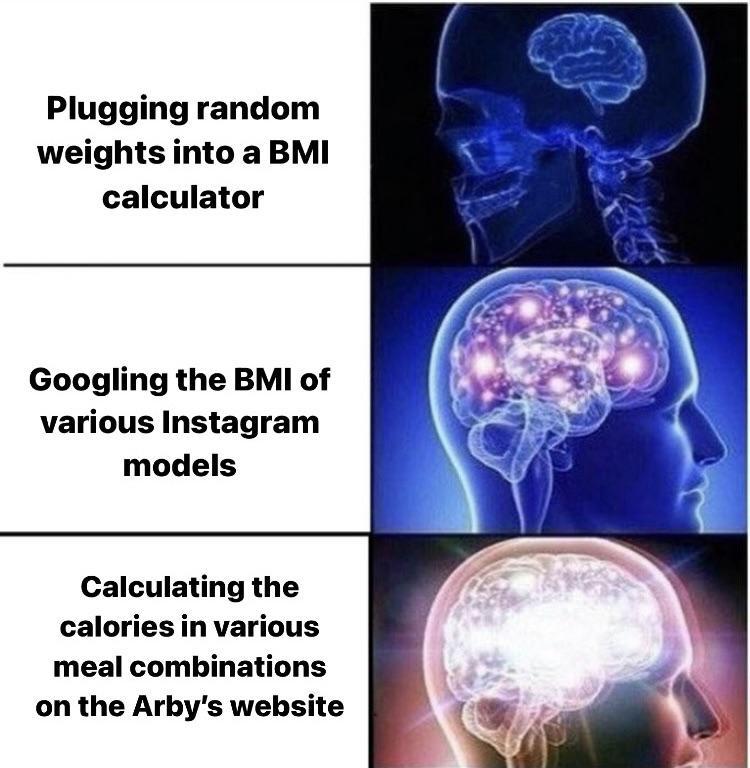 Plugging random
weights into a BMI
calculator
Googling the BMI of
various Instagram
models
Calculating the
calories in various
meal combinations
on the Arby’s website